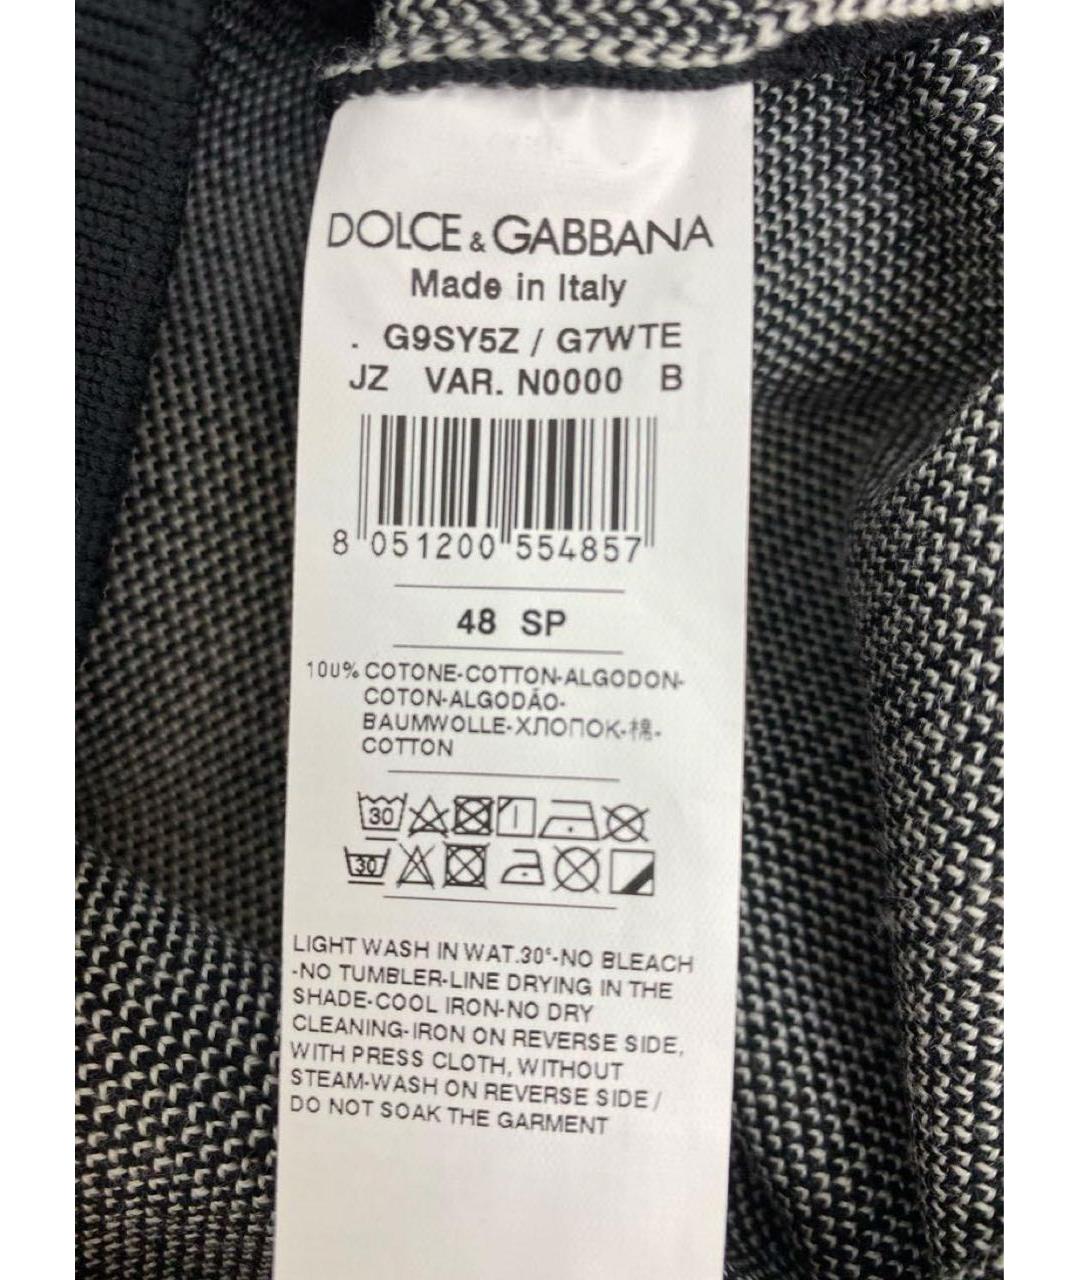 DOLCE & GABBANA
Made in Italy
. G9SY5Z / G7WTE
JZ VAR. N0000 B
8 051200 554857
48 SP
100% COTONE-COTTON-ALGODON-
COTON-ALGODÃO-
BAUMWOLLE-ХЛОПОК-棉-
COTTON
30
30
LIGHT WASH IN WAT.30°-NO BLEACH
-NO TUMBLER-LINE DRYING IN THE
SHADE-COOL IRON-NO DRY
CLEANING-IRON ON REVERSE SIDE,
WITH PRESS CLOTH, WITHOUT
STEAM-WASH ON REVERSE SIDE /
DO NOT SOAK THE GARMENT